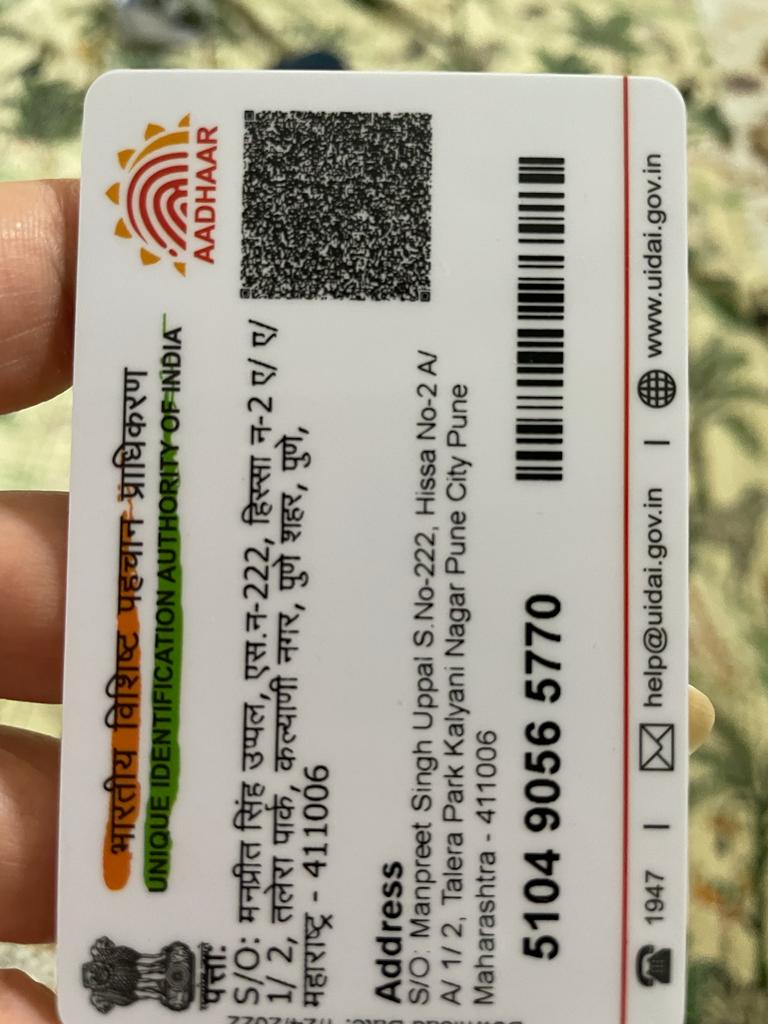 भारतीय विशिष्ट पहचान प्राधिकरण
UNIQUE IDENTIFICATION AUTHORITY OF INDIA
AADHAAR
पत्ता:
S/O: मनप्रीत सिंह उप्पल, एस.न-222, हिस्सा न-2 ए/ ए/
1/ 2, तलेरा पार्क, कल्याणी नगर, पुणे शहर, पुणे,
महाराष्ट्र - 411006
Address
S/O: Manpreet Singh Uppal S.No-222, Hissa No-2 A/
A/ 1/ 2, Talera Park Kalyani Nagar Pune City Pune
Maharashtra - 411006
5104 9056 5770
1947 | help@uidai.gov.in | www.uidai.gov.in